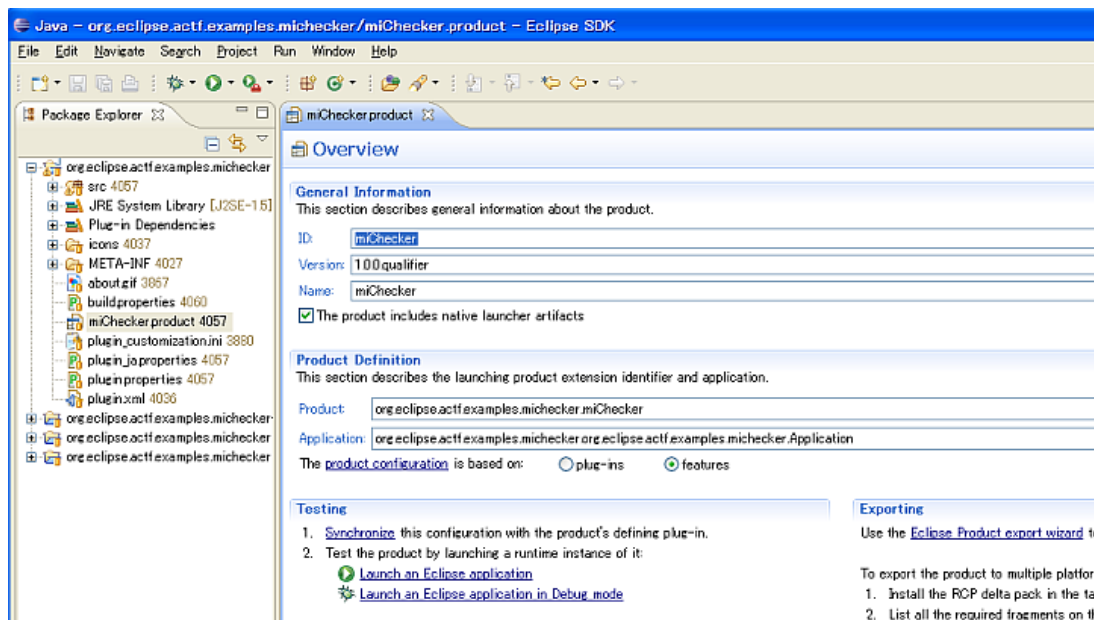 Java - org.eclipse.actf.examples.michecker/miChecker.product - Eclipse SDK
File Edit Navigate Search Project Run Window Help
Package Explorer
miChecker.product
Overview
org.eclipse.actf.examples.michecker
src 4057
JRE System Library [J2SE-1.5]
Plug-in Dependencies
icons 4037
META-INF 4027
about.gif 3867
build.properties 4060
miChecker.product 4057
plugin_customization.ini 3880
plugin_ja.properties 4057
plugin.properties 4057
plugin.xml 4036
org.eclipse.actf.examples.michecker-
org.eclipse.actf.examples.michecker
org.eclipse.actf.examples.michecker
General Information
This section describes general information about the product.
ID: miChecker
Version: 1.0.0.qualifier
Name: miChecker
The product includes native launcher artifacts
Product Definition
This section describes the launching product extension identifier and application.
Product: org.eclipse.actf.examples.michecker.miChecker
Application: org.eclipse.actf.examples.michecker.org.eclipse.actf.examples.michecker.Application
The product configuration is based on: plug-ins features
Testing
1. Synchronize this configuration with the product's defining plug-in.
2. Test the product by launching a runtime instance of it:
Launch an Eclipse application
Launch an Eclipse application in Debug mode
Exporting
Use the Eclipse Product export wizard
To export the product to multiple
1. Install the RCP delta pack in the
2. List all the required fragments on